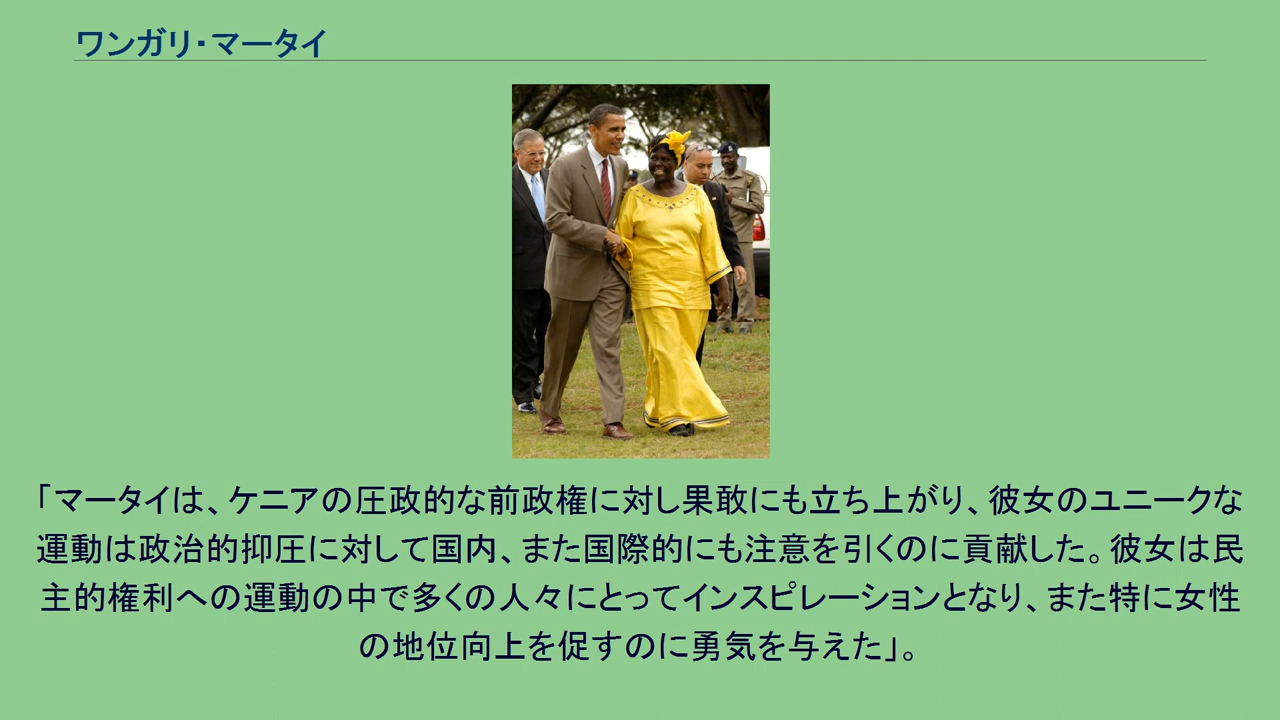 ワンガリ・マータイ
「マータイは、ケニアの圧政的な前政権に対し果敢にも立ち上がり、彼女のユニークな
運動は政治的抑圧に対して国内、また国際的にも注意を引くのに貢献した。彼女は民
主的権利への運動の中で多くの人々にとってインスピレーションとなり、また特に女性
の地位向上を促すのに勇気を与えた」。